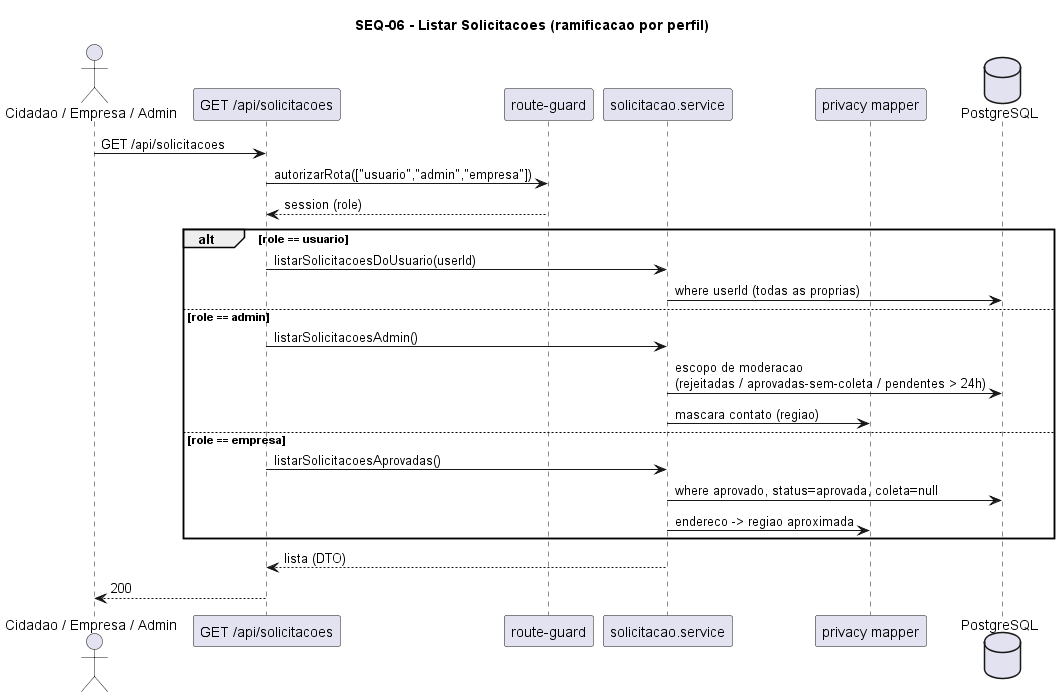 SEQ-06 - Listar Solicitacoes (ramificacao por perfil)
Cidadao / Empresa / Admin
GET /api/solicitacoes
route-guard
solicitacao.service
privacy mapper
PostgreSQL
GET /api/solicitacoes
autorizarRota(["usuario","admin","empresa"])
session (role)
alt
[role == usuario]
listarSolicitacoesDoUsuario(userId)
where userId (todas as proprias)
[role == admin]
listarSolicitacoesAdmin()
escopo de moderacao
(rejeitadas / aprovadas-sem-coleta / pendentes > 24h)
mascara contato (regiao)
[role == empresa]
listarSolicitacoesAprovadas()
where aprovado, status=aprovada, coleta=null
endereco -> regiao aproximada
lista (DTO)
200
Cidadao / Empresa / Admin
GET /api/solicitacoes
route-guard
solicitacao.service
privacy mapper
PostgreSQL